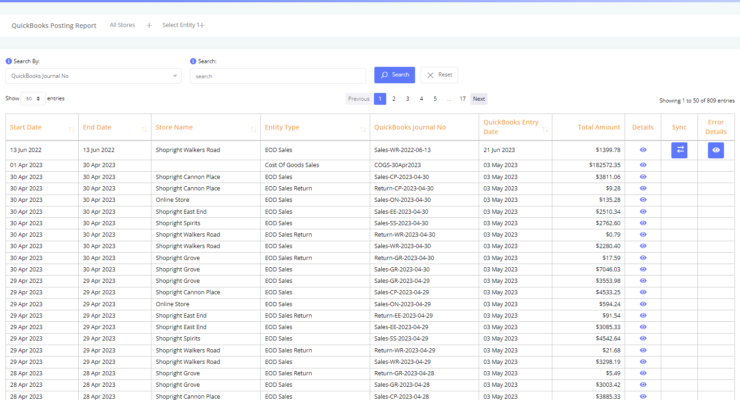 QuickBooks Posting Report All Stores + Select Entity T+
Search By: Search:
QuickBooks Journal No search Search Reset
Show 50 entries Previous 1 2 3 4 5 ... 17 Next Showing 1 to 50 of 809 entries
Start Date End Date Store Name Entity Type QuickBooks Journal No QuickBooks Entry Date Total Amount Details Sync Error Details
13 Jun 2022 13 Jun 2022 Shopright Walkers Road EOD Sales Sales-WR-2022-06-13 21 Jun 2023 $1399.78
01 Apr 2023 30 Apr 2023 Cost Of Goods Sales COGS-30Apr2023 03 May 2023 $182572.35
30 Apr 2023 30 Apr 2023 Shopright Cannon Place EOD Sales Sales-CP-2023-04-30 03 May 2023 $3811.06
30 Apr 2023 30 Apr 2023 Shopright Cannon Place EOD Sales Return Return-CP-2023-04-30 03 May 2023 $9.28
30 Apr 2023 30 Apr 2023 Online Store EOD Sales Sales-ON-2023-04-30 03 May 2023 $135.28
30 Apr 2023 30 Apr 2023 Shopright East End EOD Sales Sales-EE-2023-04-30 03 May 2023 $2510.34
30 Apr 2023 30 Apr 2023 Shopright Spirits EOD Sales Sales-SS-2023-04-30 03 May 2023 $2762.60
30 Apr 2023 30 Apr 2023 Shopright Walkers Road EOD Sales Return Return-WR-2023-04-30 03 May 2023 $0.79
30 Apr 2023 30 Apr 2023 Shopright Walkers Road EOD Sales Sales-WR-2023-04-30 03 May 2023 $2280.40
30 Apr 2023 30 Apr 2023 Shopright Grove EOD Sales Return Return-GR-2023-04-30 03 May 2023 $17.59
30 Apr 2023 30 Apr 2023 Shopright Grove EOD Sales Sales-GR-2023-04-30 03 May 2023 $7046.03
29 Apr 2023 29 Apr 2023 Shopright Grove EOD Sales Sales-GR-2023-04-29 03 May 2023 $3553.98
29 Apr 2023 29 Apr 2023 Shopright Cannon Place EOD Sales Sales-CP-2023-04-29 03 May 2023 $4533.25
29 Apr 2023 29 Apr 2023 Online Store EOD Sales Sales-ON-2023-04-29 03 May 2023 $594.24
29 Apr 2023 29 Apr 2023 Shopright East End EOD Sales Return Return-EE-2023-04-29 03 May 2023 $91.54
29 Apr 2023 29 Apr 2023 Shopright East End EOD Sales Sales-EE-2023-04-29 03 May 2023 $3085.33
29 Apr 2023 29 Apr 2023 Shopright Spirits EOD Sales Sales-SS-2023-04-29 03 May 2023 $4542.64
29 Apr 2023 29 Apr 2023 Shopright Walkers Road EOD Sales Return Return-WR-2023-04-29 03 May 2023 $21.68
29 Apr 2023 29 Apr 2023 Shopright Walkers Road EOD Sales Sales-WR-2023-04-29 03 May 2023 $3298.19
28 Apr 2023 28 Apr 2023 Shopright Grove EOD Sales Return Return-GR-2023-04-28 03 May 2023 $5.49
28 Apr 2023 28 Apr 2023 Shopright Grove EOD Sales Sales-GR-2023-04-28 03 May 2023 $3003.42
28 Apr 2023 28 Apr 2023 Shopright Cannon Place EOD Sales Sales-CP-2023-04-28 03 May 2023 $3885.33